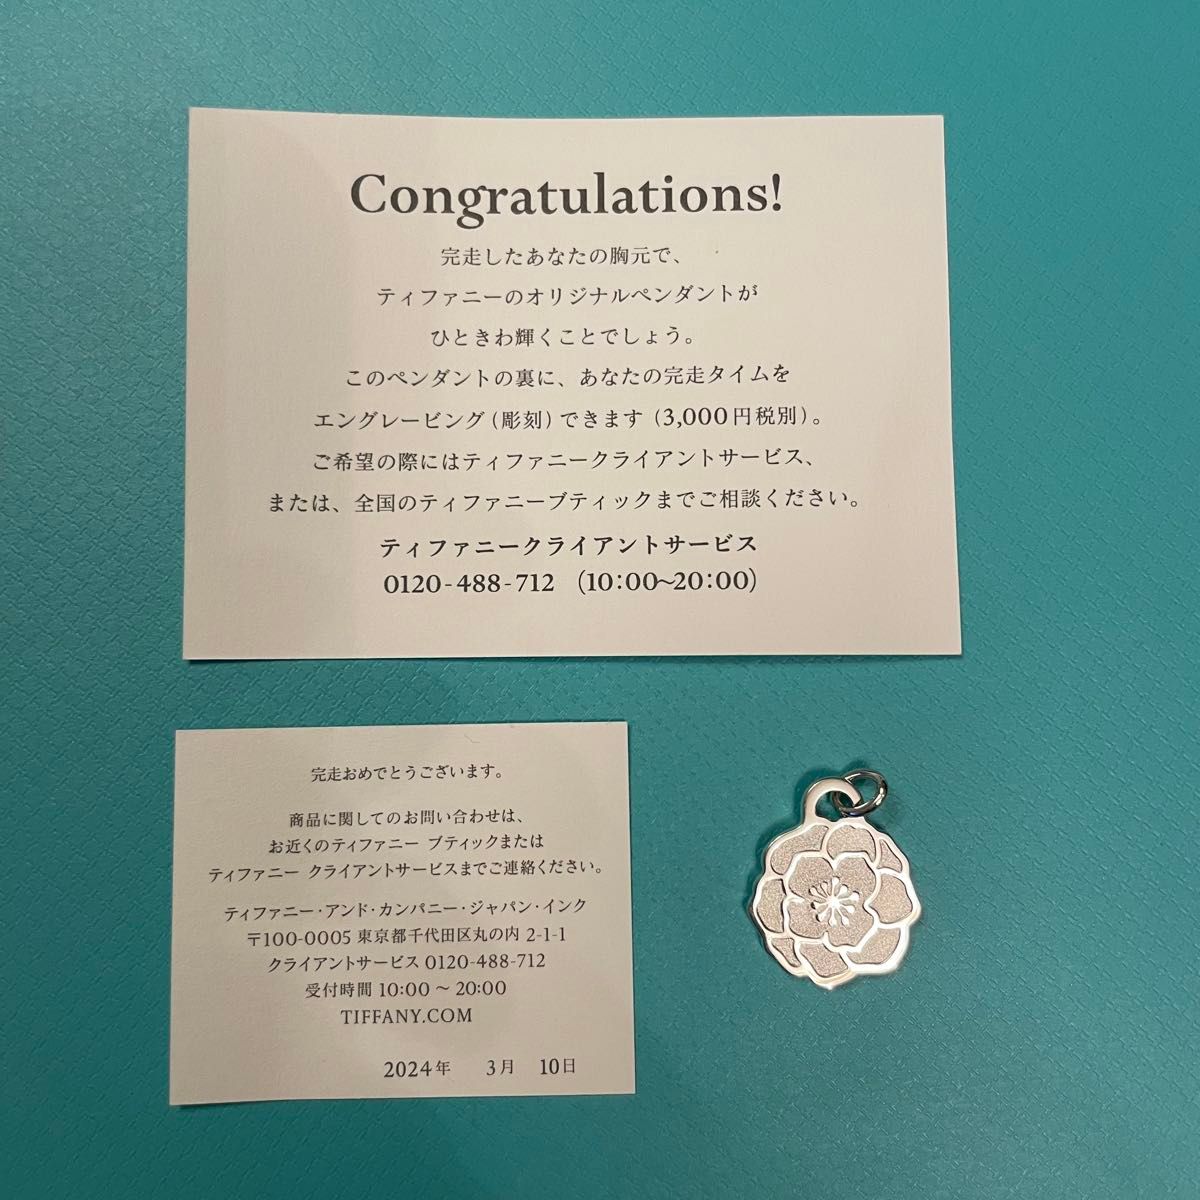 Congratulations!
完走したあなたの胸元で、
ティファニーのオリジナルペンダントが
ひときわ輝くことでしょう。
このペンダントの裏に、あなたの完走タイムを
エングレービング（彫刻）できます（3,000円税別）。
ご希望の際にはティファニークライアントサービス、
または、全国のティファニーブティックまでご相談ください。
ティファニークライアントサービス
0120-488-712 （10:00~20:00）
完走おめでとうございます。
商品に関してのお問い合わせは、
お近くのティファニー ブティックまたは
ティファニー クライアントサービスまでご連絡ください。
ティファニー・アンド・カンパニー・ジャパン・インク
〒100-0005 東京都千代田区丸の内 2-1-1
クライアントサービス 0120-488-712
受付時間 10:00 ~ 20:00
TIFFANY.COM
2024年 3月 10日